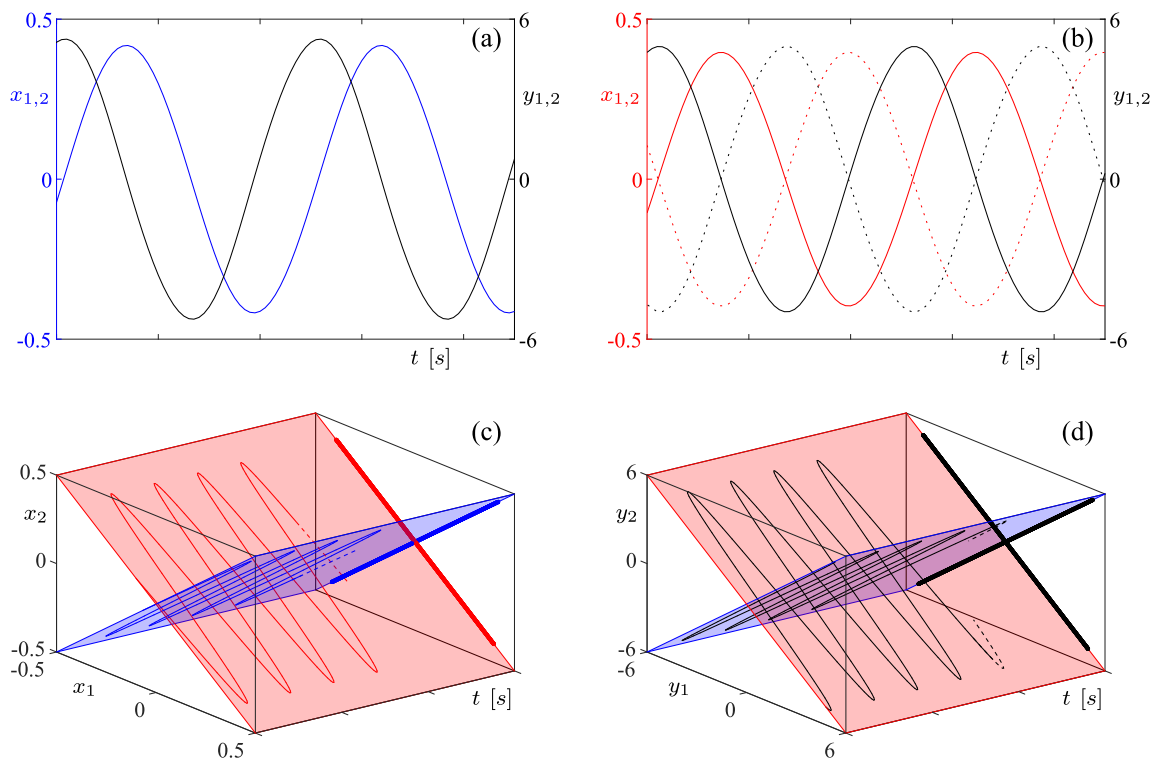 0.5 6 (a) 0.5 6 (b)
x1,2 y1,2 x1,2 y1,2
0 0 0 0
-0.5 -6 -0.5 -6
t [s] t [s]
(c) (d)
0.5 6
x2 y2
0 0
-0.5 -6
-0.5 -6
x1 t [s] y1 t [s]
0 0
0.5 6